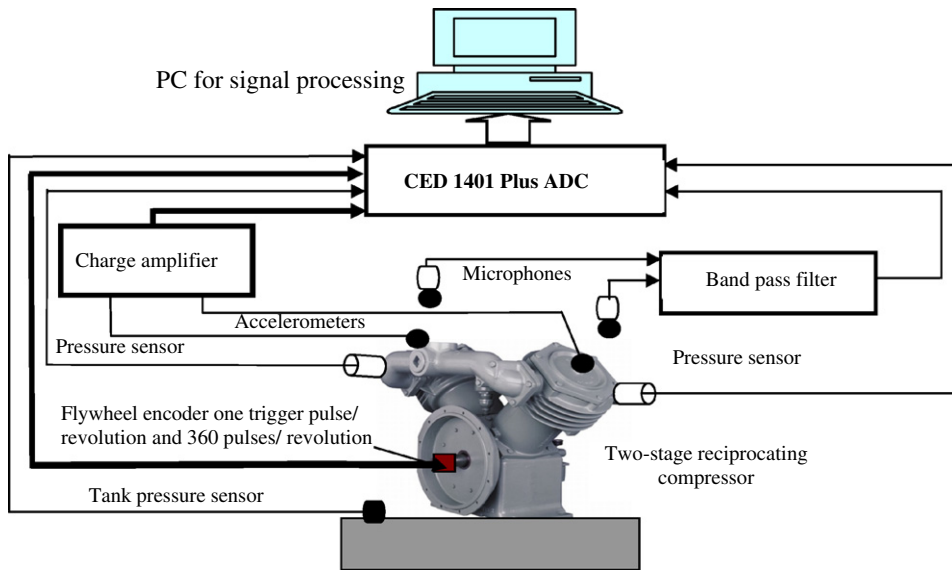 PC for signal processing
CED 1401 Plus ADC
Charge amplifier
Microphones
Band pass filter
Accelerometers
Pressure sensor
Pressure sensor
Flywheel encoder one trigger pulse/
revolution and 360 pulses/ revolution
Two-stage reciprocating
compressor
Tank pressure sensor